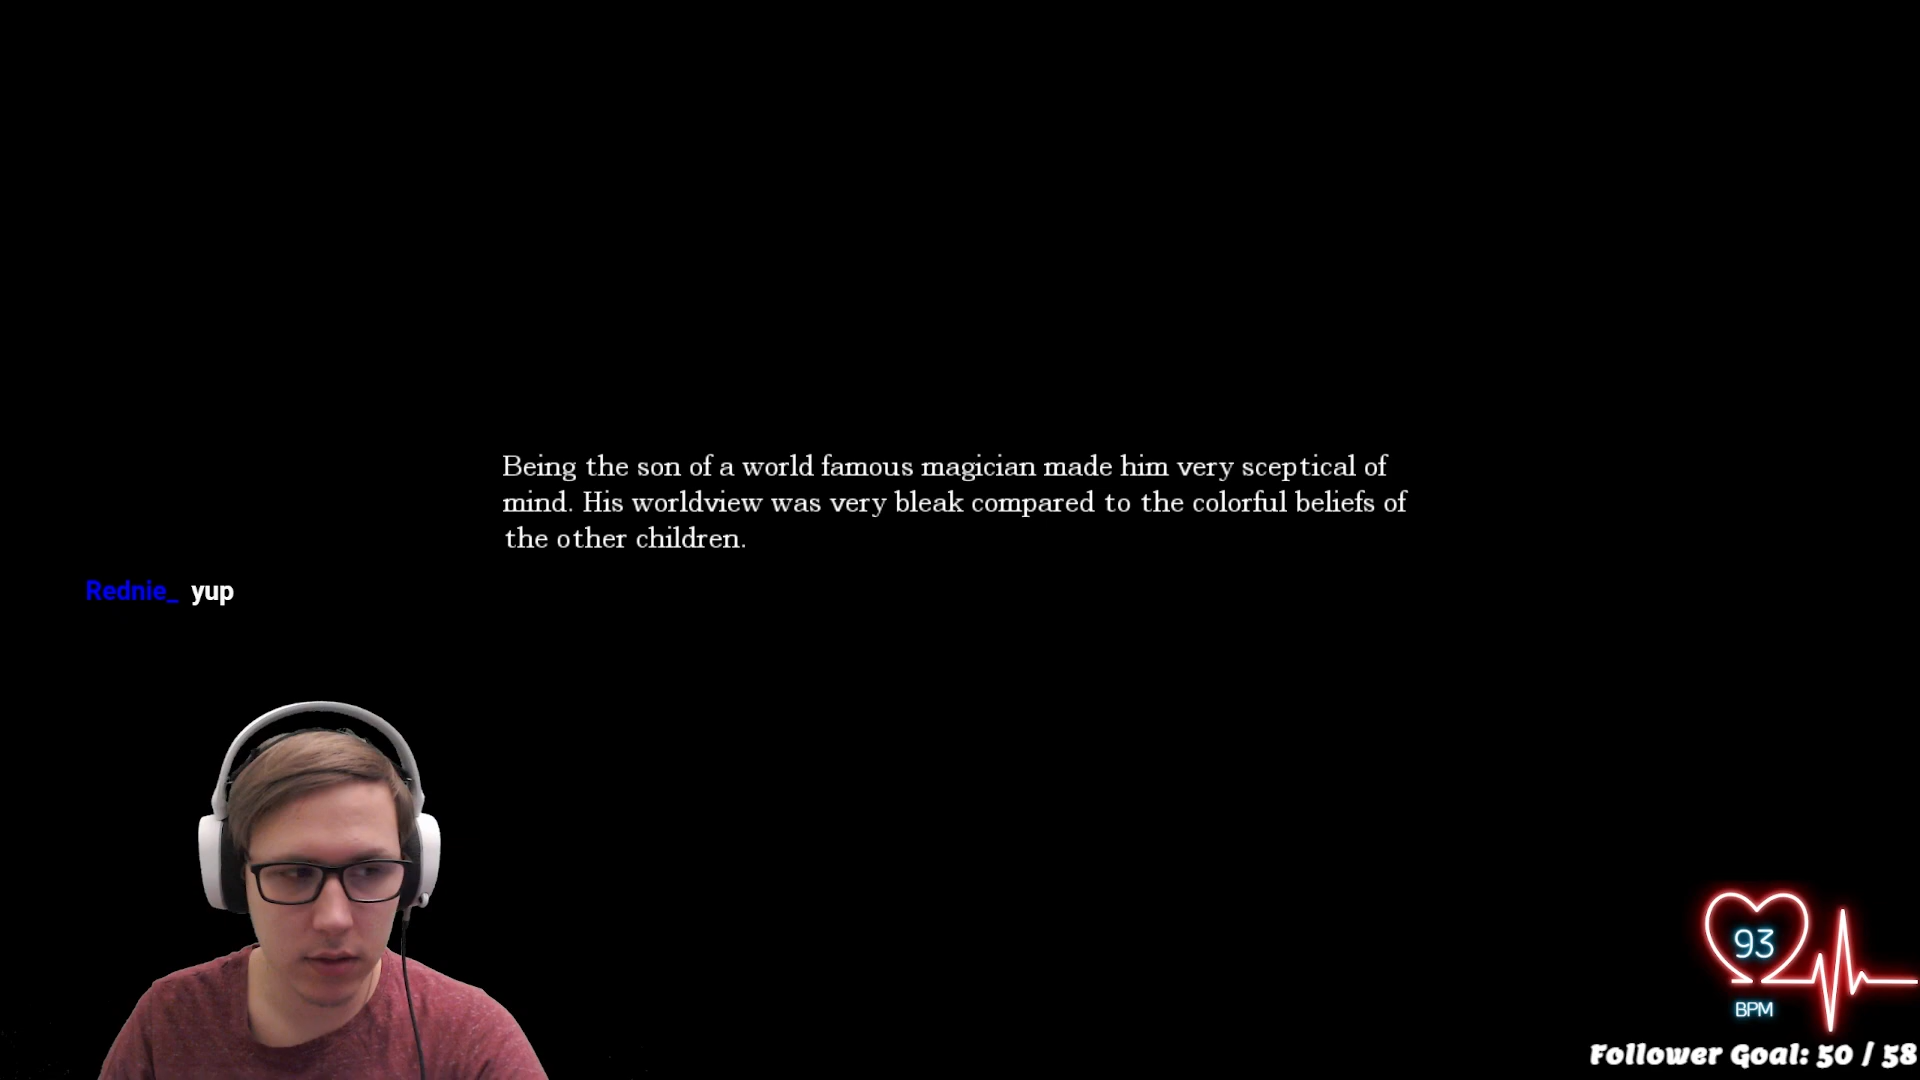 Being the son of a world famous magician made him very sceptical of
mind. His worldview was very bleak compared to the colorful beliefs of
the other children.
Rednie_ yup
93
BPM
Follower Goal: 50 / 58